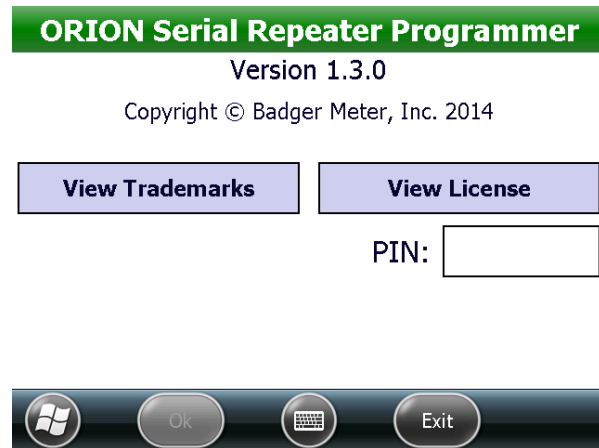 ORION Serial Repeater Programmer
Version 1.3.0
Copyright © Badger Meter, Inc. 2014
View Trademarks
View License
PIN:
Ok
Exit